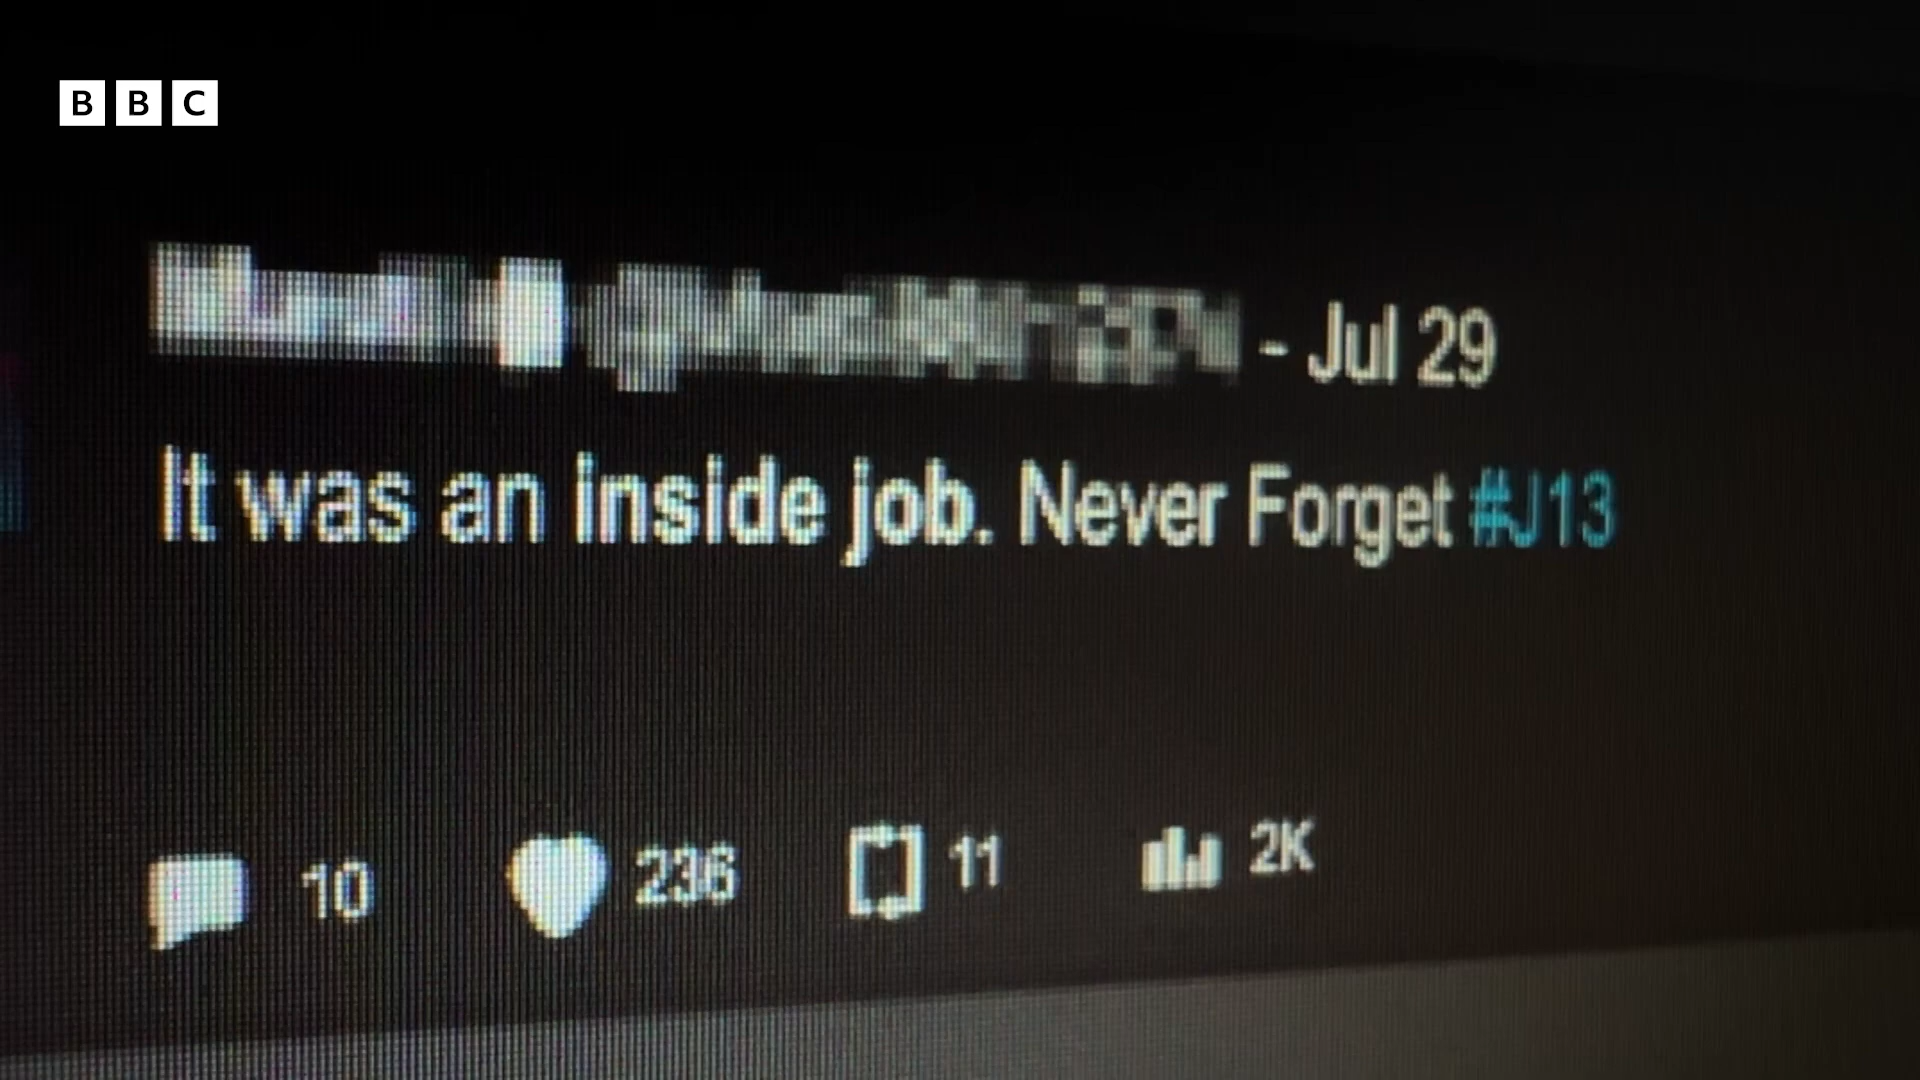 BBC
- Jul 29
It was an inside job. Never Forget #J13
10 236 11 2K